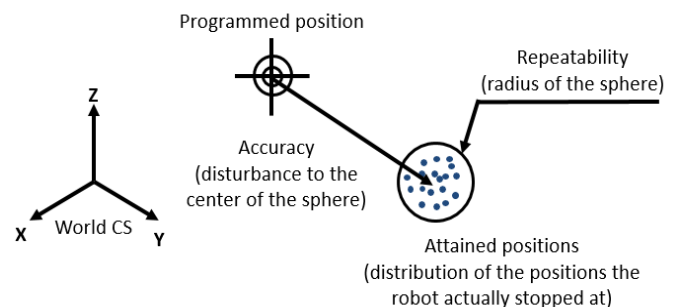 Programmed position
Repeatability
(radius of the sphere)
Z
Accuracy
(disturbance to the
center of the sphere)
World CS
X
Y
Attained positions
(distribution of the positions the
robot actually stopped at)